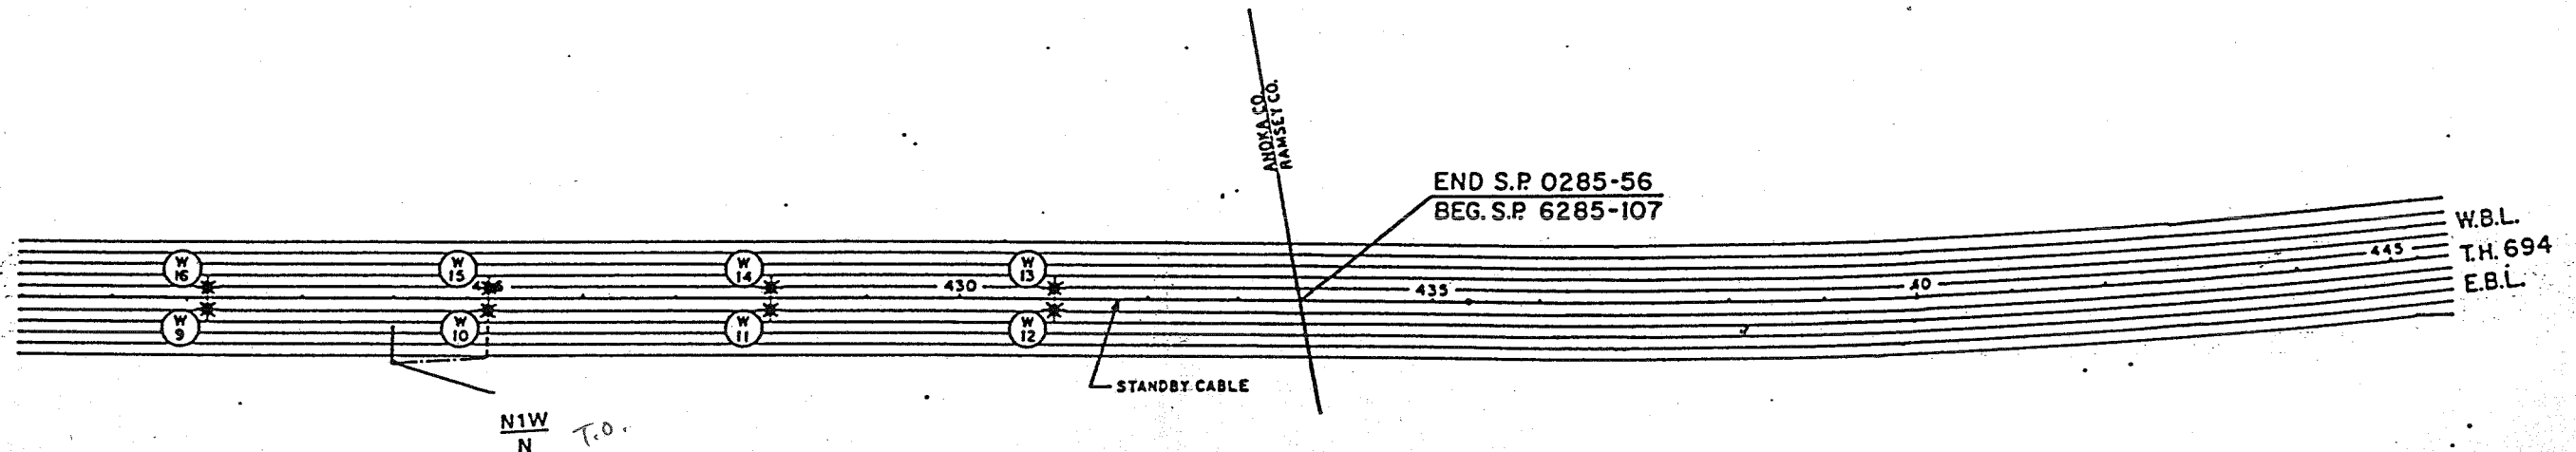 ANOKA CO.
RAMSEY CO.
END S.P. 0285-56
BEG. S.P. 6285-107
W.B.L.
T.H. 694
E.B.L.
W 16
W 15
W 14
W 13
430
435
40
445
W 9
W 10
W 11
W 12
STANDBY CABLE
N1W
N
T.O.